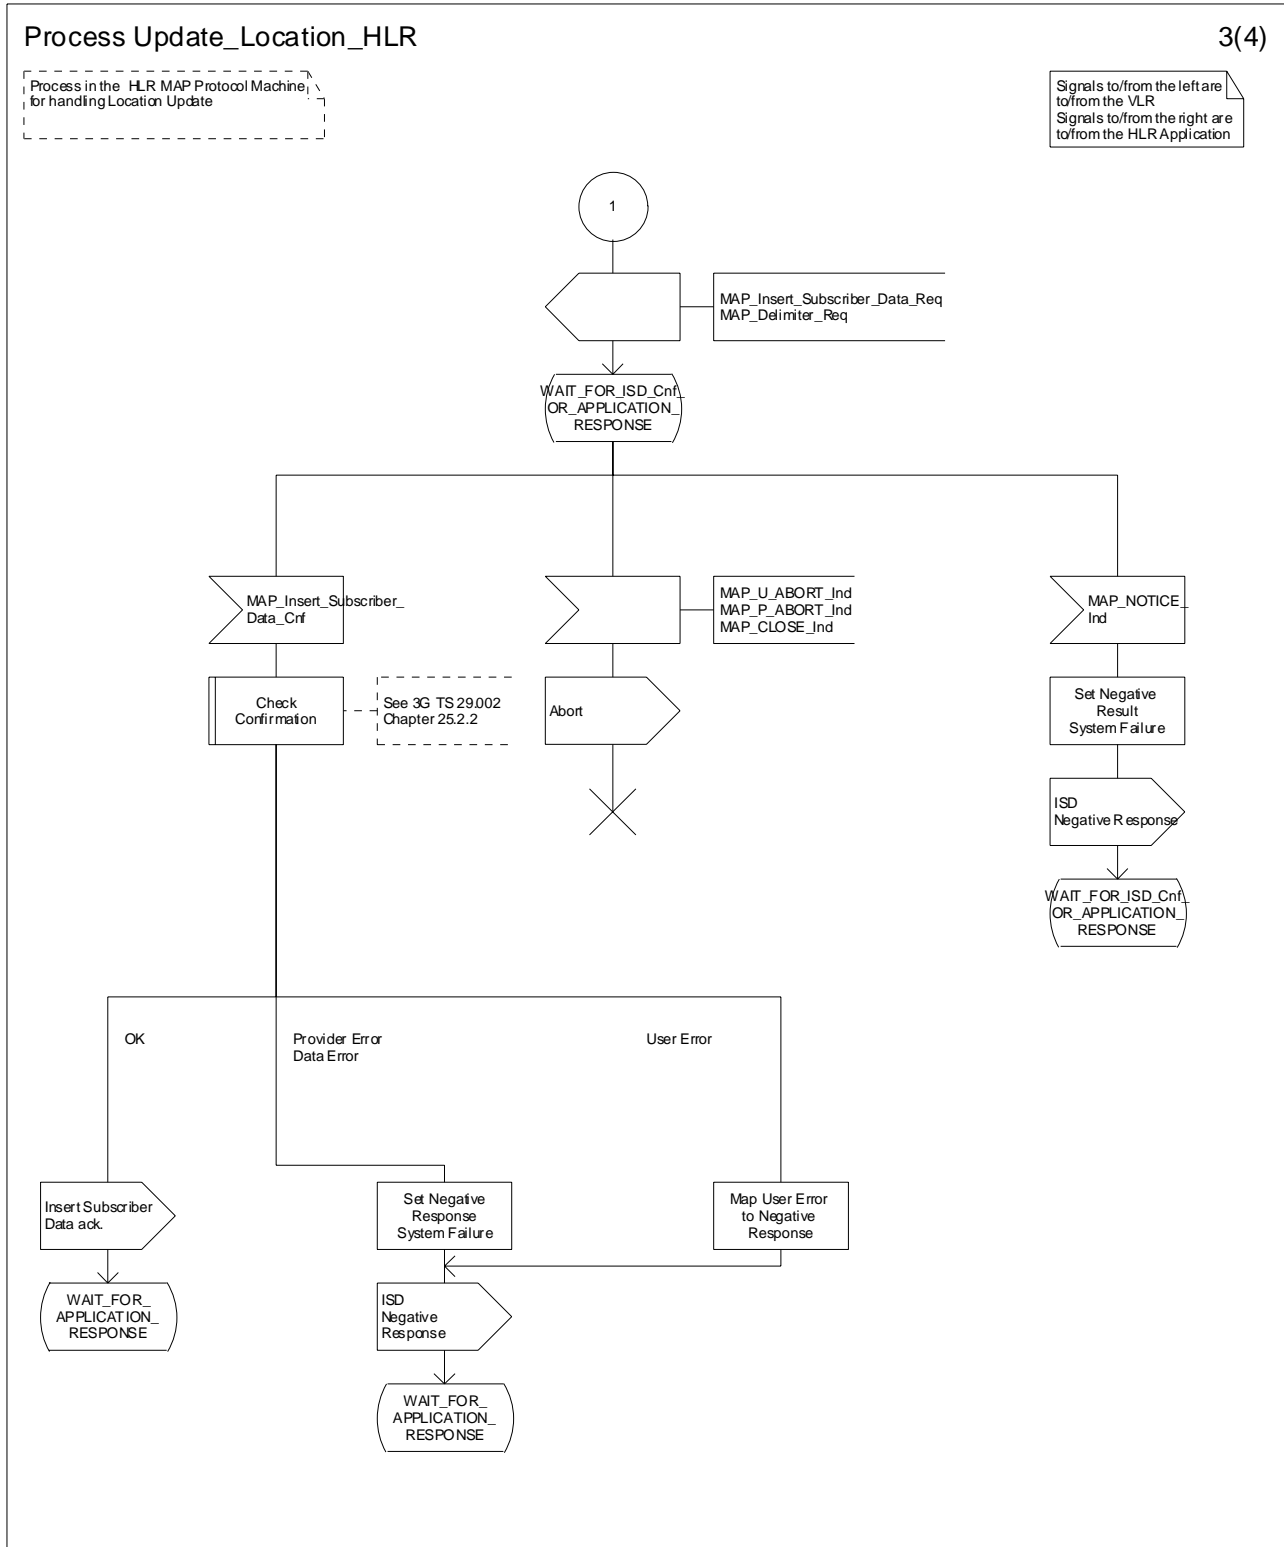 Process Update_Location_HLR
3(4)
Process in the HLR MAP Protocol Machine
for handling Location Update
Signals to/from the left are
to/from the VLR
Signals to/from the right are
to/from the HLR Application
1
MAP_Insert_Subscriber_Data_Req
MAP_Delimiter_Req
WAIT_FOR_ISD_Cnf_
OR_APPLICATION_
RESPONSE
MAP_Insert_Subscriber_
Data_Cnf
MAP_U_ABORT_Ind
MAP_P_ABORT_Ind
MAP_CLOSE_Ind
MAP_NOTICE_
Ind
Check
Confirmation
See 3G TS 29.002
Chapter 25.2.2
Abort
Set Negative
Result
System Failure
ISD
Negative Response
WAIT_FOR_ISD_Cnf_
OR_APPLICATION_
RESPONSE
OK
Provider Error
Data Error
User Error
Insert Subscriber
Data ack.
Set Negative
Response
System Failure
Map User Error
to Negative
Response
WAIT_FOR_
APPLICATION_
RESPONSE
ISD
Negative
Response
WAIT_FOR_
APPLICATION_
RESPONSE